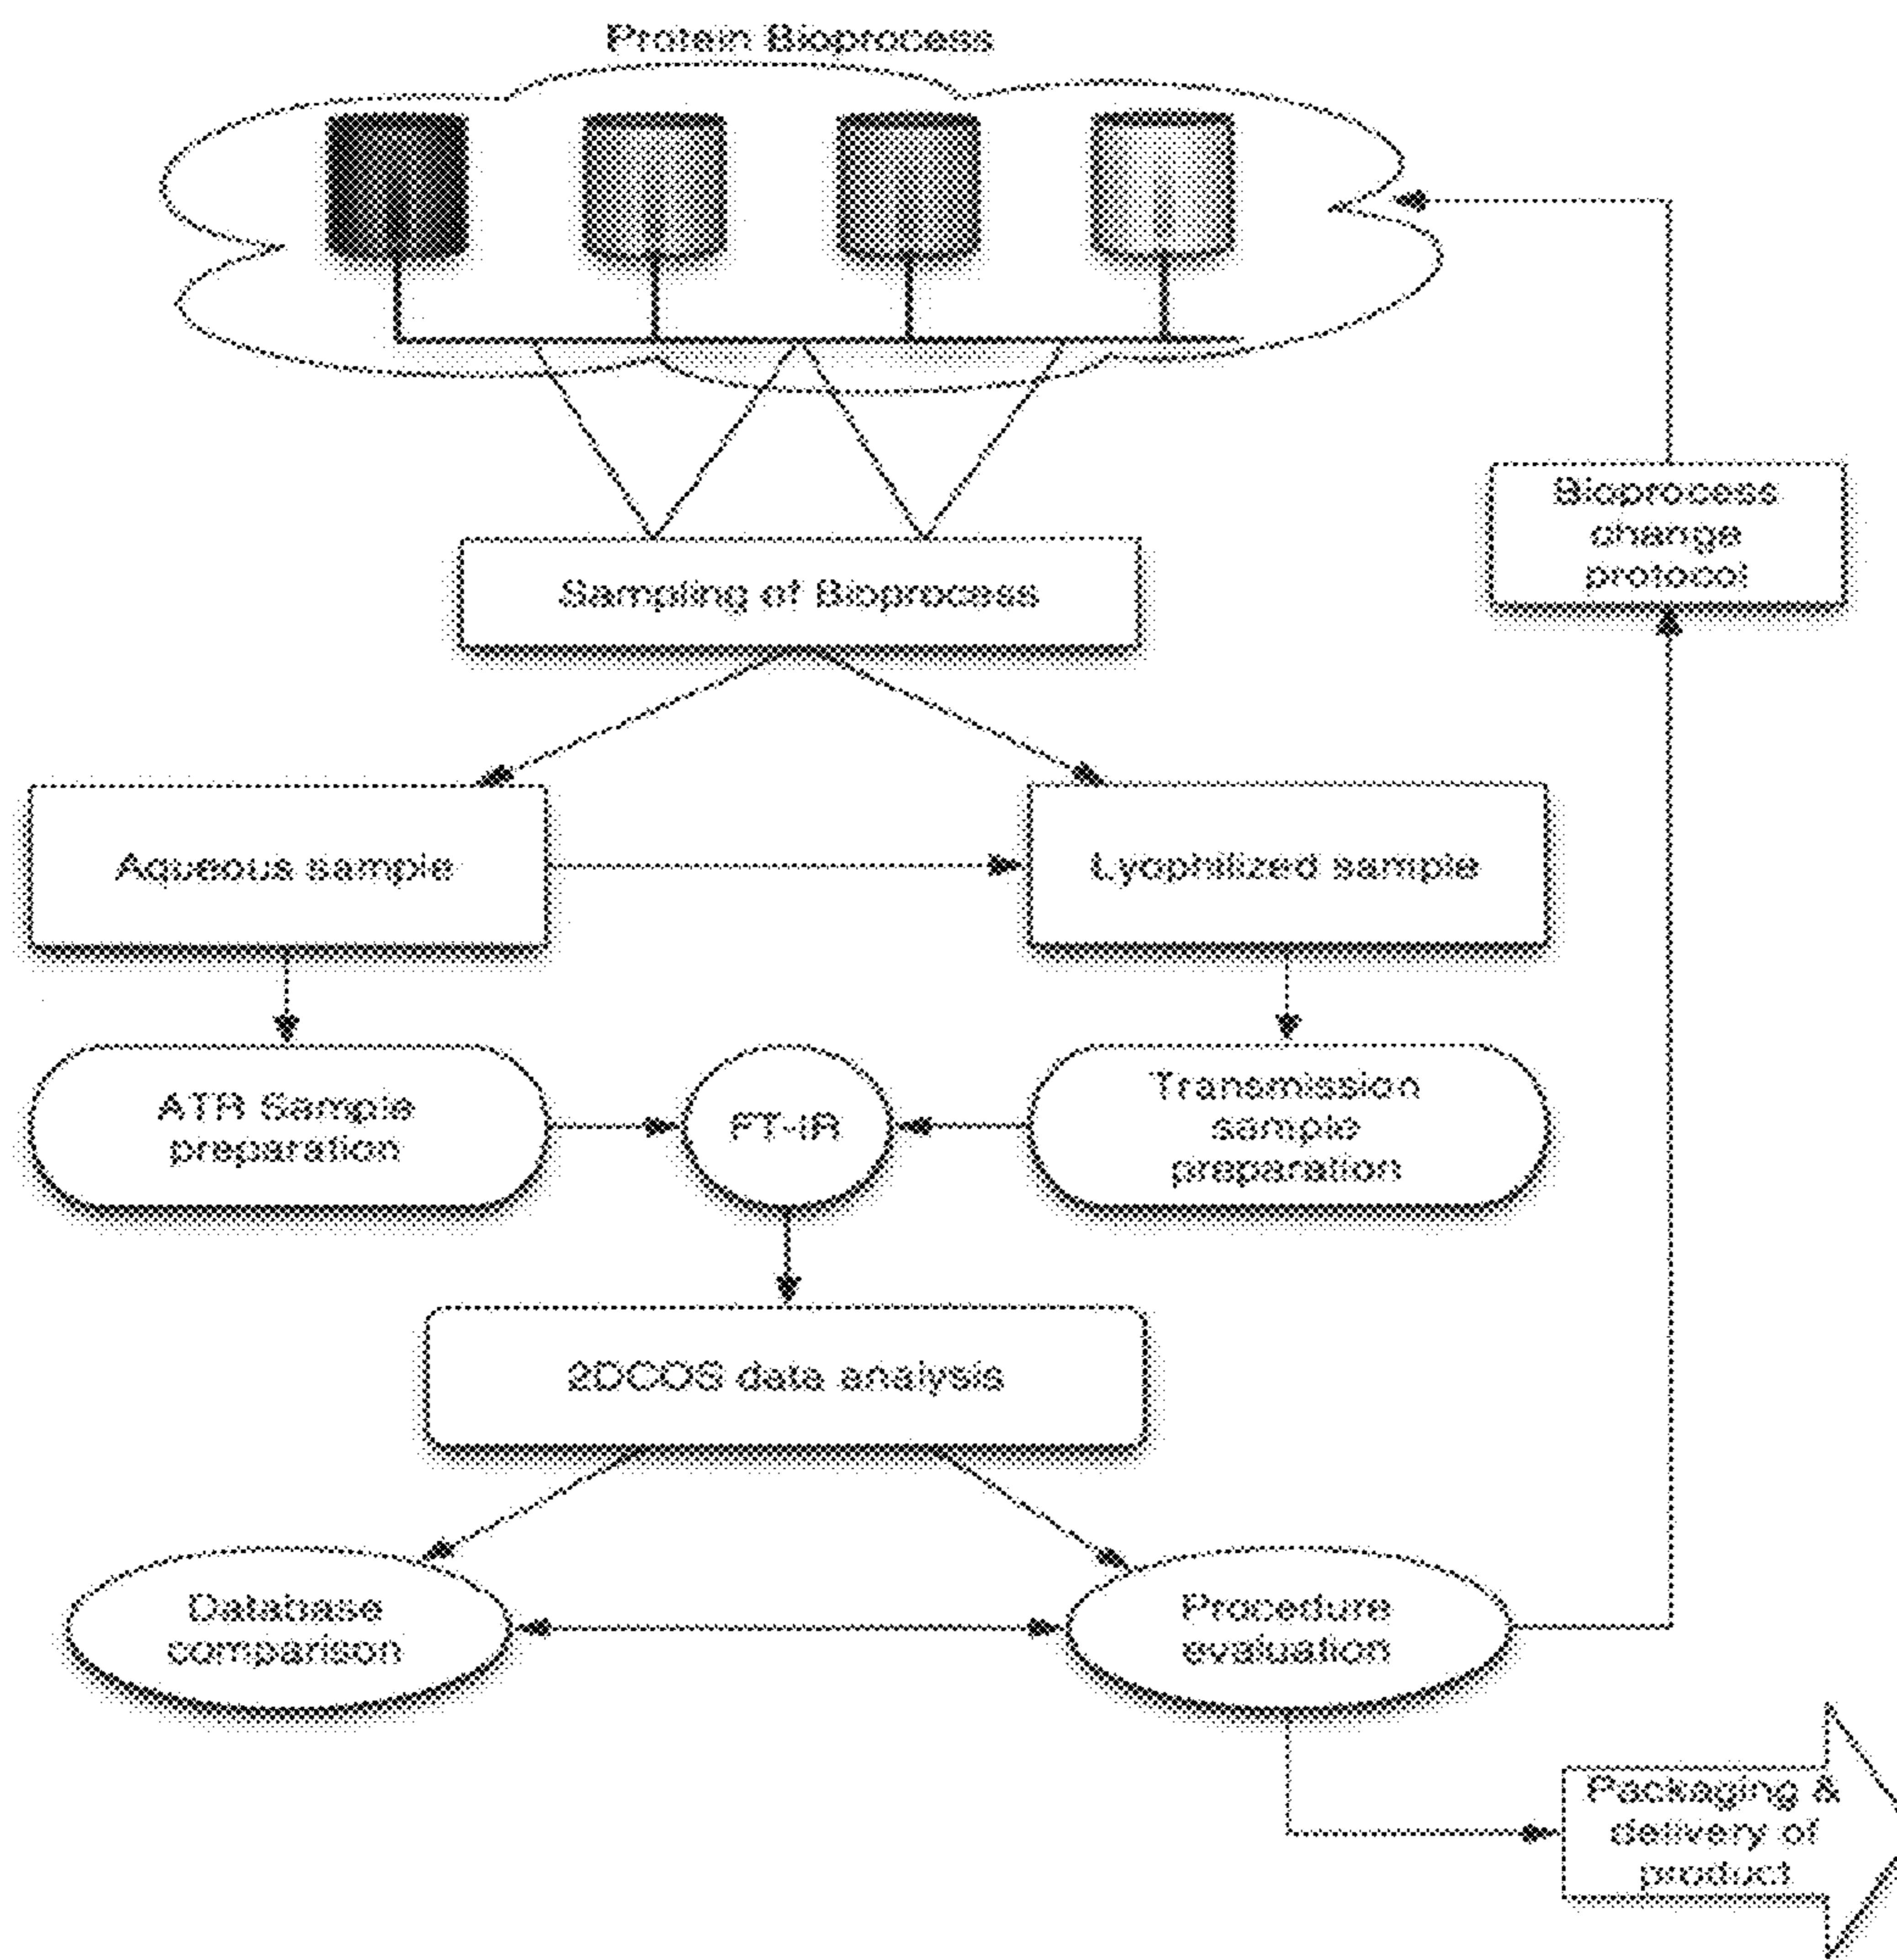 Protein Bioprocess
Bioprocess
change
protocol
Sampling of Bioprocess
Aqueous sample
Lyophilized sample
ATR Sample
preparation
FT-IR
Transmission
sample
preparation
2DCOS data analysis
Database
comparison
Procedure
evaluation
Packaging &
delivery of
product